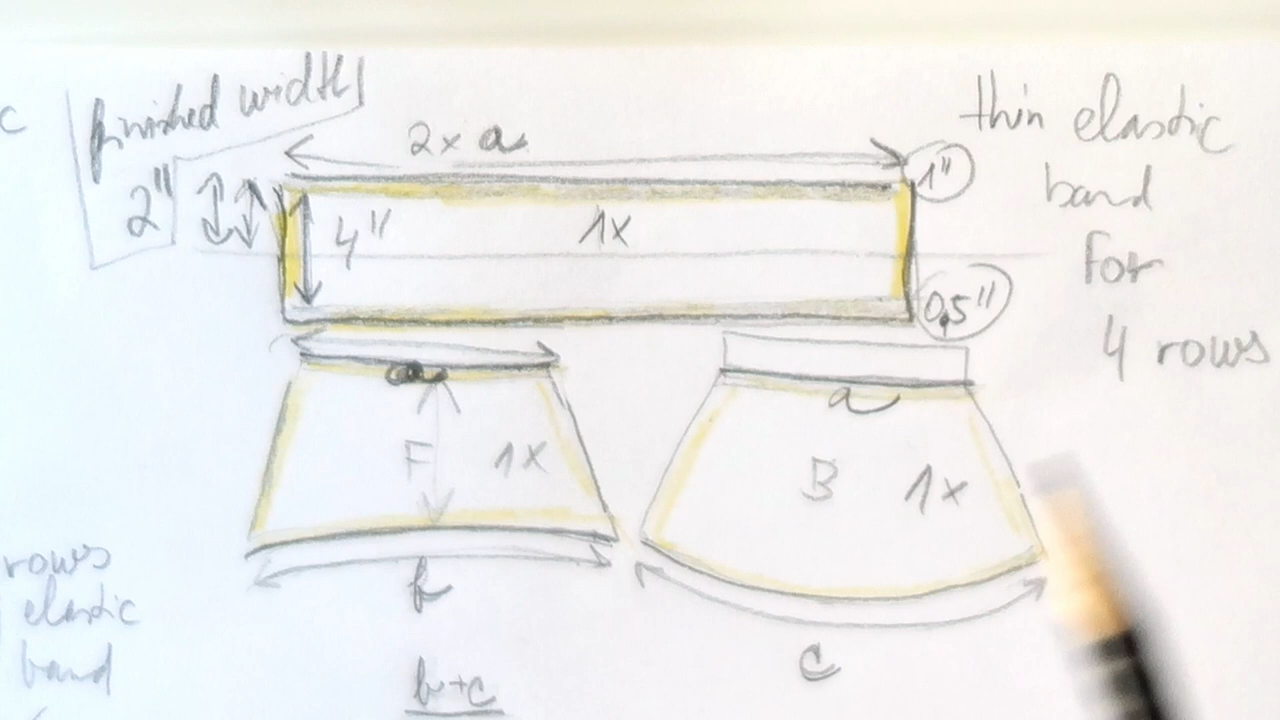 c
finished width
2 x a
2"
4"
1x
1"
0,5"
thin elastic
band
for
4 rows
a
F
1x
a
B
1x
b
c
rows
elastic
band
b+c